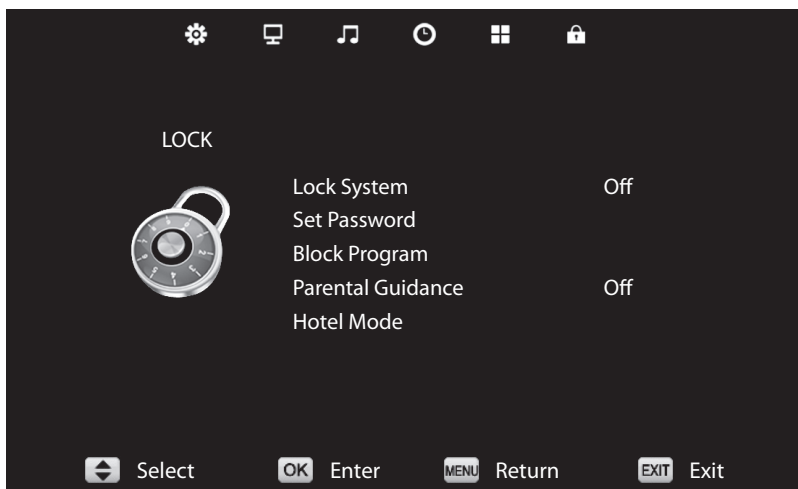 LOCK
Lock System Off
Set Password
Block Program
Parental Guidance Off
Hotel Mode
Select OK Enter MENU Return EXIT Exit